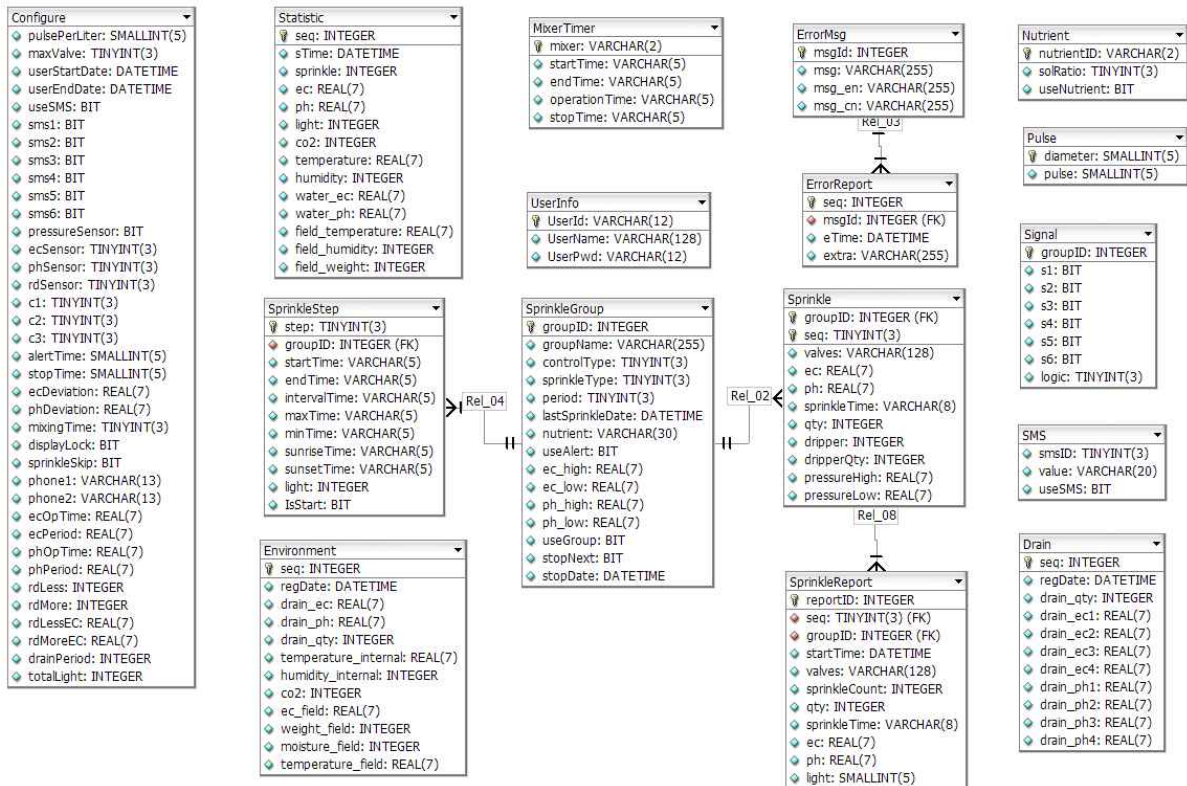 Configure
pulsePerLiter: SMALLINT(5)
maxValve: TINYINT(3)
userStartDate: DATETIME
userEndDate: DATETIME
useSMS: BIT
sms1: BIT
sms2: BIT
sms3: BIT
sms4: BIT
sms5: BIT
sms6: BIT
pressureSensor: BIT
ecSensor: TINYINT(3)
phSensor: TINYINT(3)
rdSensor: TINYINT(3)
c1: TINYINT(3)
c2: TINYINT(3)
c3: TINYINT(3)
alertTime: SMALLINT(5)
stopTime: SMALLINT(5)
ecDeviation: REAL(7)
phDeviation: REAL(7)
mixingTime: TINYINT(3)
displayLock: BIT
sprinkleSkip: BIT
phone1: VARCHAR(13)
phone2: VARCHAR(13)
ecOpTime: REAL(7)
ecPeriod: REAL(7)
phOpTime: REAL(7)
phPeriod: REAL(7)
rdLess: INTEGER
rdMore: INTEGER
rdLessEC: REAL(7)
rdMoreEC: REAL(7)
drainPeriod: INTEGER
totalLight: INTEGER
Statistic
seq: INTEGER
sTime: DATETIME
sprinkle: INTEGER
ec: REAL(7)
ph: REAL(7)
light: INTEGER
co2: INTEGER
temperature: REAL(7)
humidity: INTEGER
water_ec: REAL(7)
water_ph: REAL(7)
field_temperature: REAL(7)
field_humidity: INTEGER
field_weight: INTEGER
MixerTimer
mixer: VARCHAR(2)
startTime: VARCHAR(5)
endTime: VARCHAR(5)
operationTime: VARCHAR(5)
stopTime: VARCHAR(5)
ErrorMsg
msgId: INTEGER
msg: VARCHAR(255)
msg_en: VARCHAR(255)
msg_cn: VARCHAR(255)
Rel_03
Nutrient
nutrientID: VARCHAR(2)
solRatio: TINYINT(3)
useNutrient: BIT
Pulse
diameter: SMALLINT(5)
pulse: SMALLINT(5)
UserInfo
UserId: VARCHAR(12)
UserName: VARCHAR(128)
UserPwd: VARCHAR(12)
ErrorReport
seq: INTEGER
msgId: INTEGER (FK)
eTime: DATETIME
extra: VARCHAR(255)
Signal
groupID: INTEGER
s1: BIT
s2: BIT
s3: BIT
s4: BIT
s5: BIT
s6: BIT
logic: TINYINT(3)
SprinkleStep
step: TINYINT(3)
groupID: INTEGER (FK)
startTime: VARCHAR(5)
endTime: VARCHAR(5)
intervalTime: VARCHAR(5)
maxTime: VARCHAR(5)
minTime: VARCHAR(5)
sunriseTime: VARCHAR(5)
sunsetTime: VARCHAR(5)
light: INTEGER
IsStart: BIT
Rel_04
SprinkleGroup
groupID: INTEGER
groupName: VARCHAR(255)
controlType: TINYINT(3)
sprinkleType: TINYINT(3)
period: TINYINT(3)
lastSprinkleDate: DATETIME
nutrient: VARCHAR(30)
useAlert: BIT
ec_high: REAL(7)
ec_low: REAL(7)
ph_high: REAL(7)
ph_low: REAL(7)
useGroup: BIT
stopNext: BIT
stopDate: DATETIME
Rel_02
Sprinkle
groupID: INTEGER (FK)
seq: TINYINT(3)
valves: VARCHAR(128)
ec: REAL(7)
ph: REAL(7)
sprinkleTime: VARCHAR(8)
qty: INTEGER
dripper: INTEGER
dripperQty: INTEGER
pressureHigh: REAL(7)
pressureLow: REAL(7)
Rel_08
SMS
smsID: TINYINT(3)
value: VARCHAR(20)
useSMS: BIT
Environment
seq: INTEGER
regDate: DATETIME
drain_ec: REAL(7)
drain_ph: REAL(7)
drain_qty: INTEGER
temperature_internal: REAL(7)
humidity_internal: INTEGER
co2: INTEGER
ec_field: REAL(7)
weight_field: INTEGER
moisture_field: INTEGER
temperature_field: REAL(7)
SprinkleReport
reportID: INTEGER
seq: TINYINT(3) (FK)
groupID: INTEGER (FK)
startTime: DATETIME
valves: VARCHAR(128)
sprinkleCount: INTEGER
qty: INTEGER
sprinkleTime: VARCHAR(8)
ec: REAL(7)
ph: REAL(7)
light: SMALLINT(5)
Drain
seq: INTEGER
regDate: DATETIME
drain_qty: INTEGER
drain_ec1: REAL(7)
drain_ec2: REAL(7)
drain_ec3: REAL(7)
drain_ec4: REAL(7)
drain_ph1: REAL(7)
drain_ph2: REAL(7)
drain_ph3: REAL(7)
drain_ph4: REAL(7)